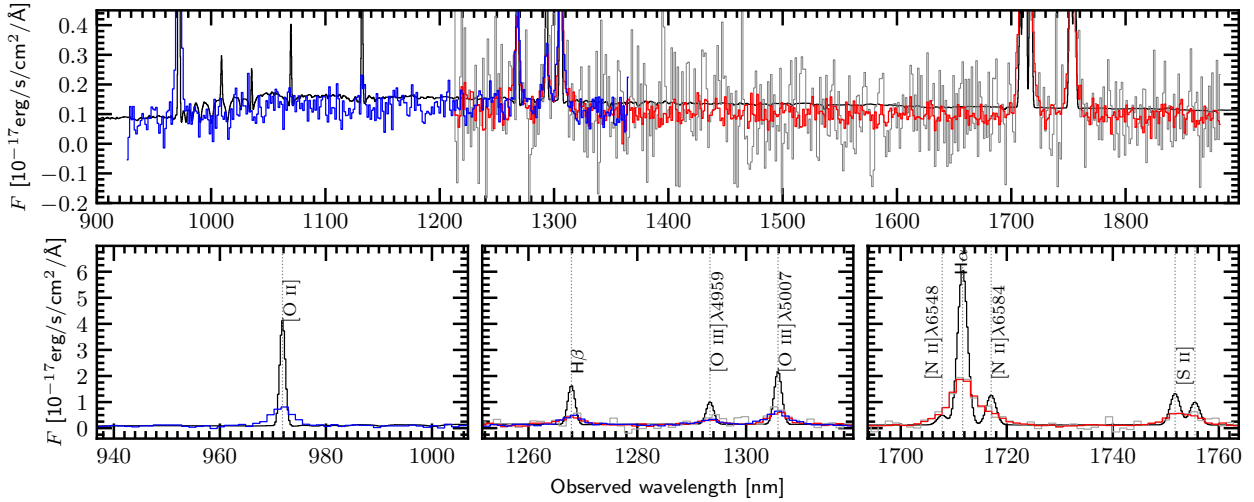 F [10⁻¹⁷erg/s/cm²/Å]
0.4
0.3
0.2
0.1
0.0
−0.1
−0.2
900 1000 1100 1200 1300 1400 1500 1600 1700 1800
F [10⁻¹⁷erg/s/cm²/Å]
6
5
4
3
2
1
0
[O II]
Hβ
[O III]λ4959
[O III]λ5007
[N II]λ6548
Hα
[N II]λ6584
[S II]
940 960 980 1000
1260 1280 1300
1700 1720 1740 1760
Observed wavelength [nm]